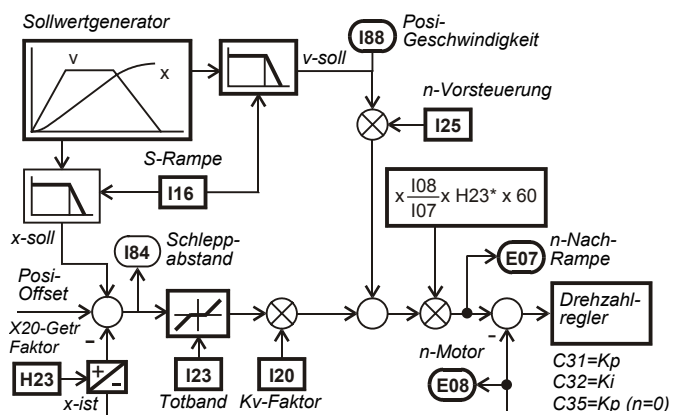 Sollwertgenerator
v
x
v-soll
I88
Posi-
Geschwindigkeit
n-Vorsteuerung
I25
S-Rampe
I16
x I08/I07 x H23* x 60
x-soll
I84
Schlepp-
abstand
n-Nach-
Rampe
E07
Posi-
Offset
Drehzahl-
regler
X20-Getr
Faktor
-
-
H23
+
-
x-ist
I23
Totband
I20
Kv-Faktor
n-Motor
E08
C31=Kp
C32=Ki
C35=Kp (n=0)